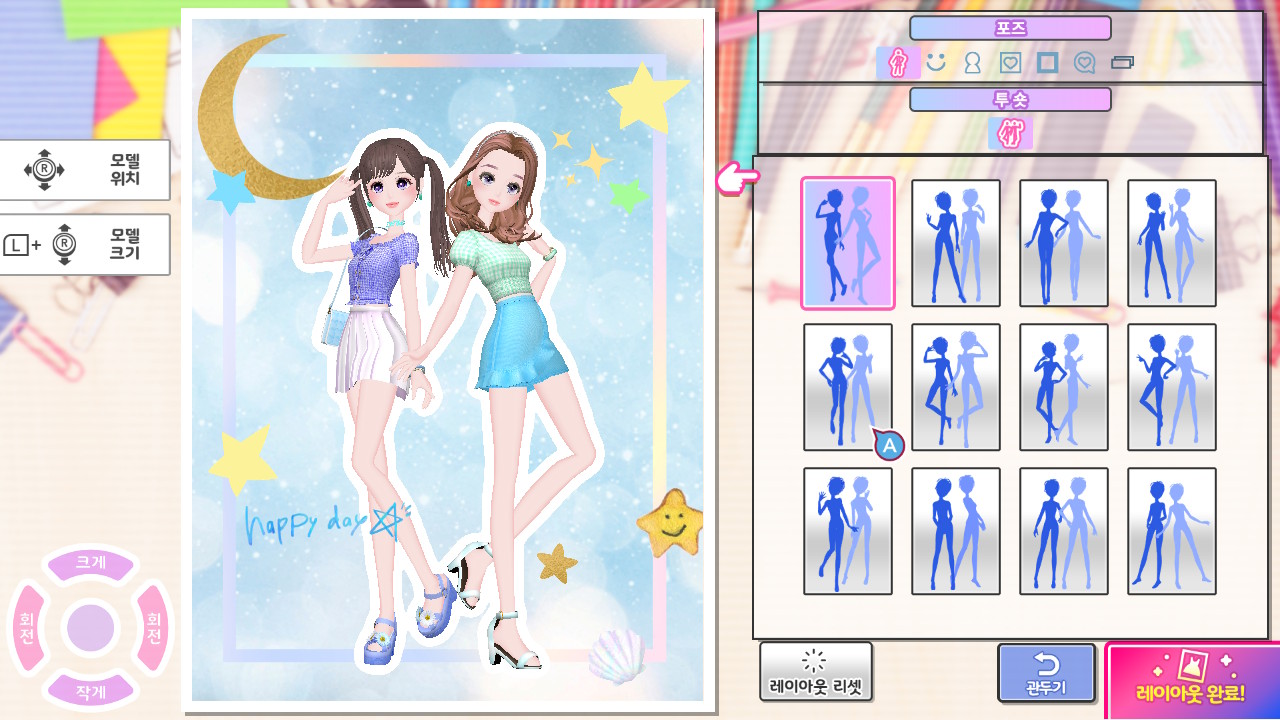 포즈
투 숏
R
모델
위치
L + R
모델
크기
A
happy day
크게
회전
회전
작게
레이아웃 리셋
관두기
레이아웃 완료!